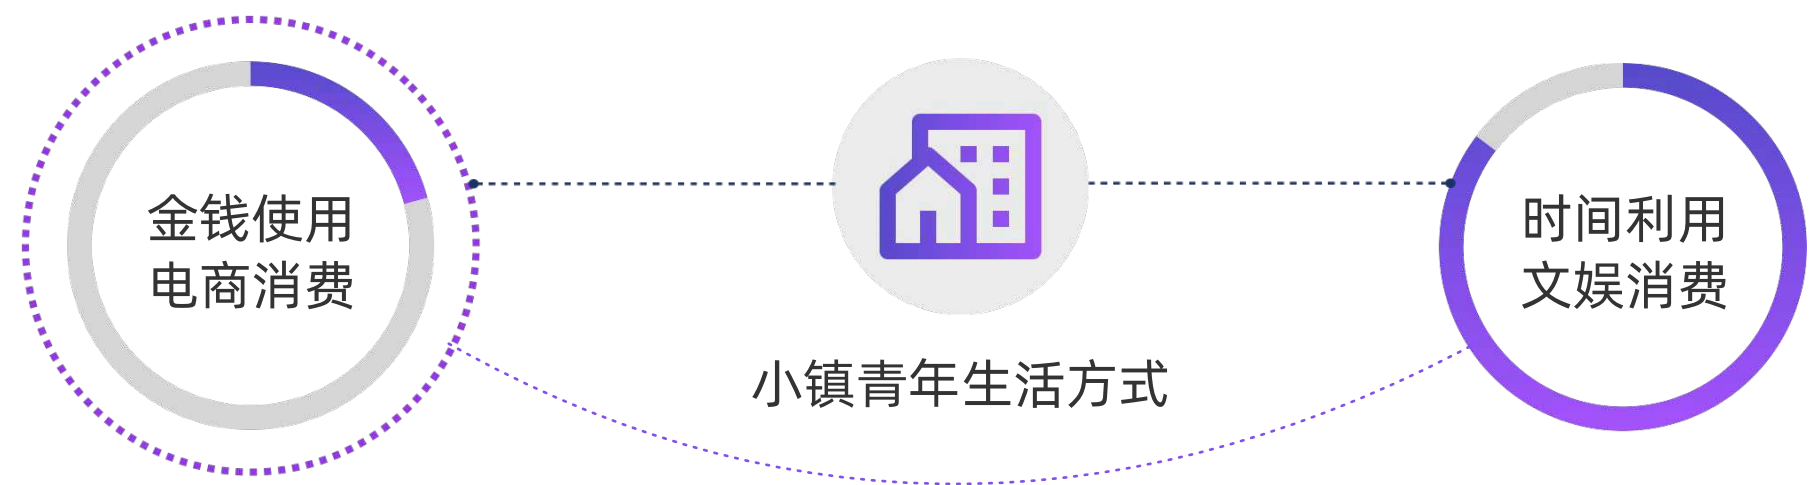 金钱使用
电商消费
小镇青年生活方式
时间利用
文娱消费